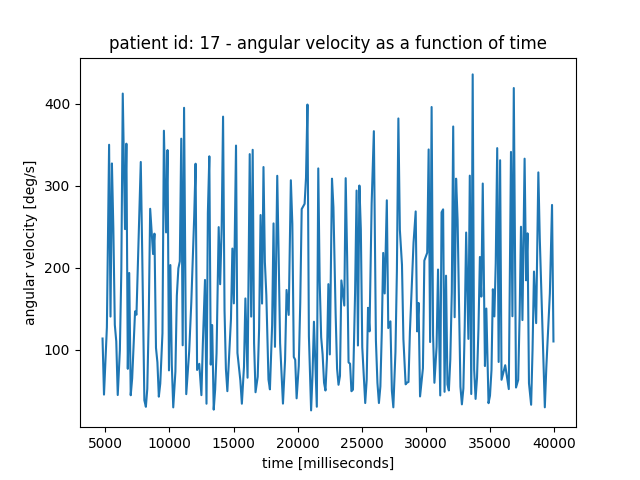 patient id: 17 - angular velocity as a function of time
angular velocity [deg/s]
400
300
200
100
5000 10000 15000 20000 25000 30000 35000 40000
time [milliseconds]